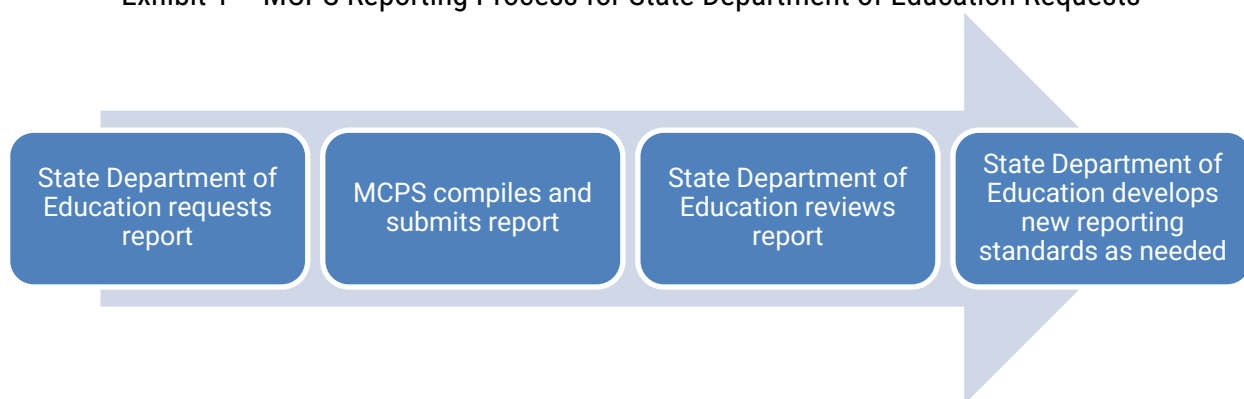 Exhibit 1 – MCPS Reporting Process for State Department of Education Requests
State Department of
Education requests
report
MCPS compiles and
submits report
State Department of
Education reviews
report
State Department of
Education develops
new reporting
standards as needed